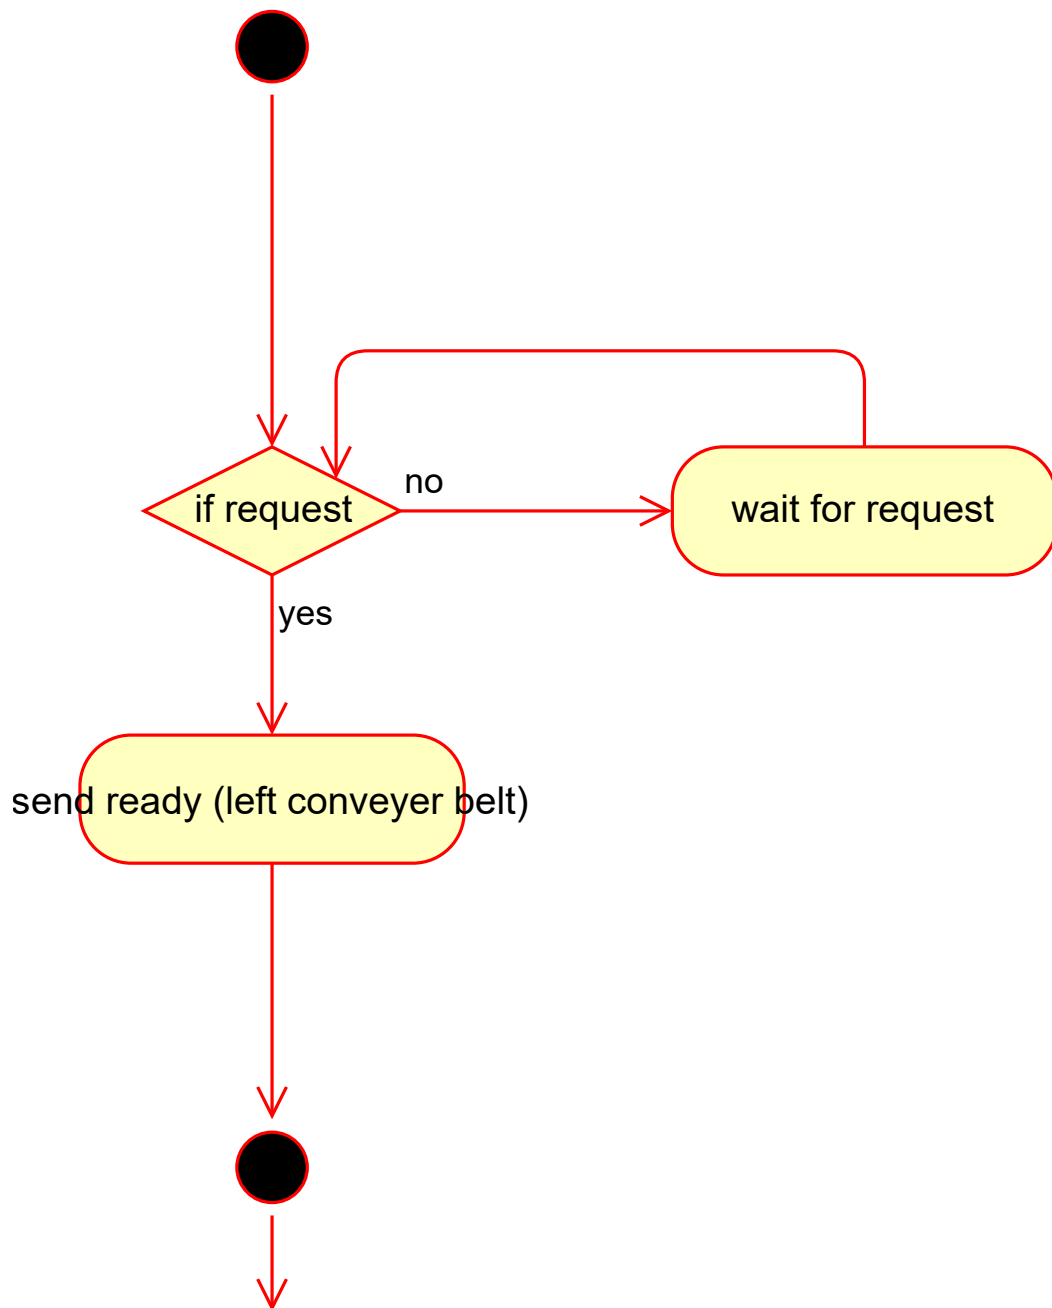 if request
no
wait for request
yes
send ready (left conveyer belt)